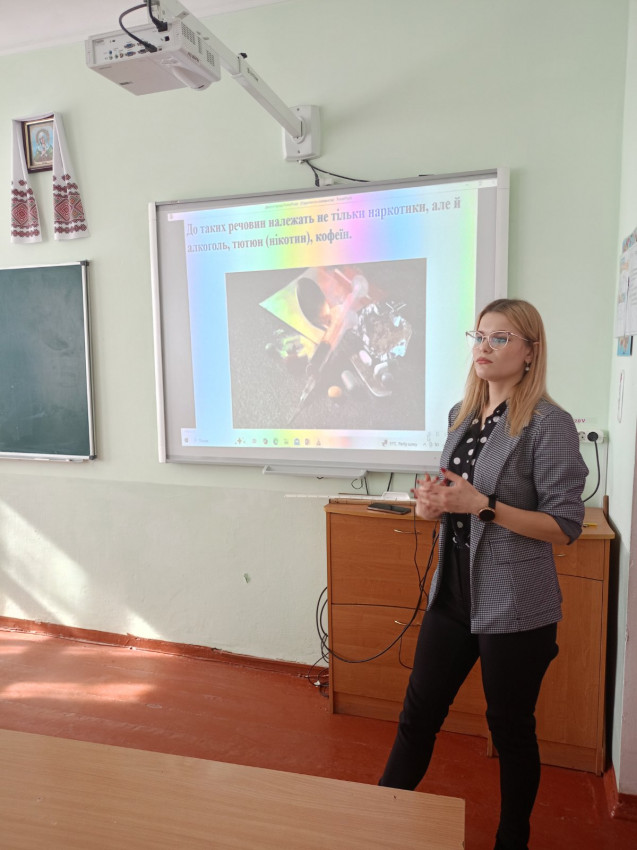 До таких речовин належать не тільки наркотики, але й
алкоголь, тютюн (нікотин), кофеїн.